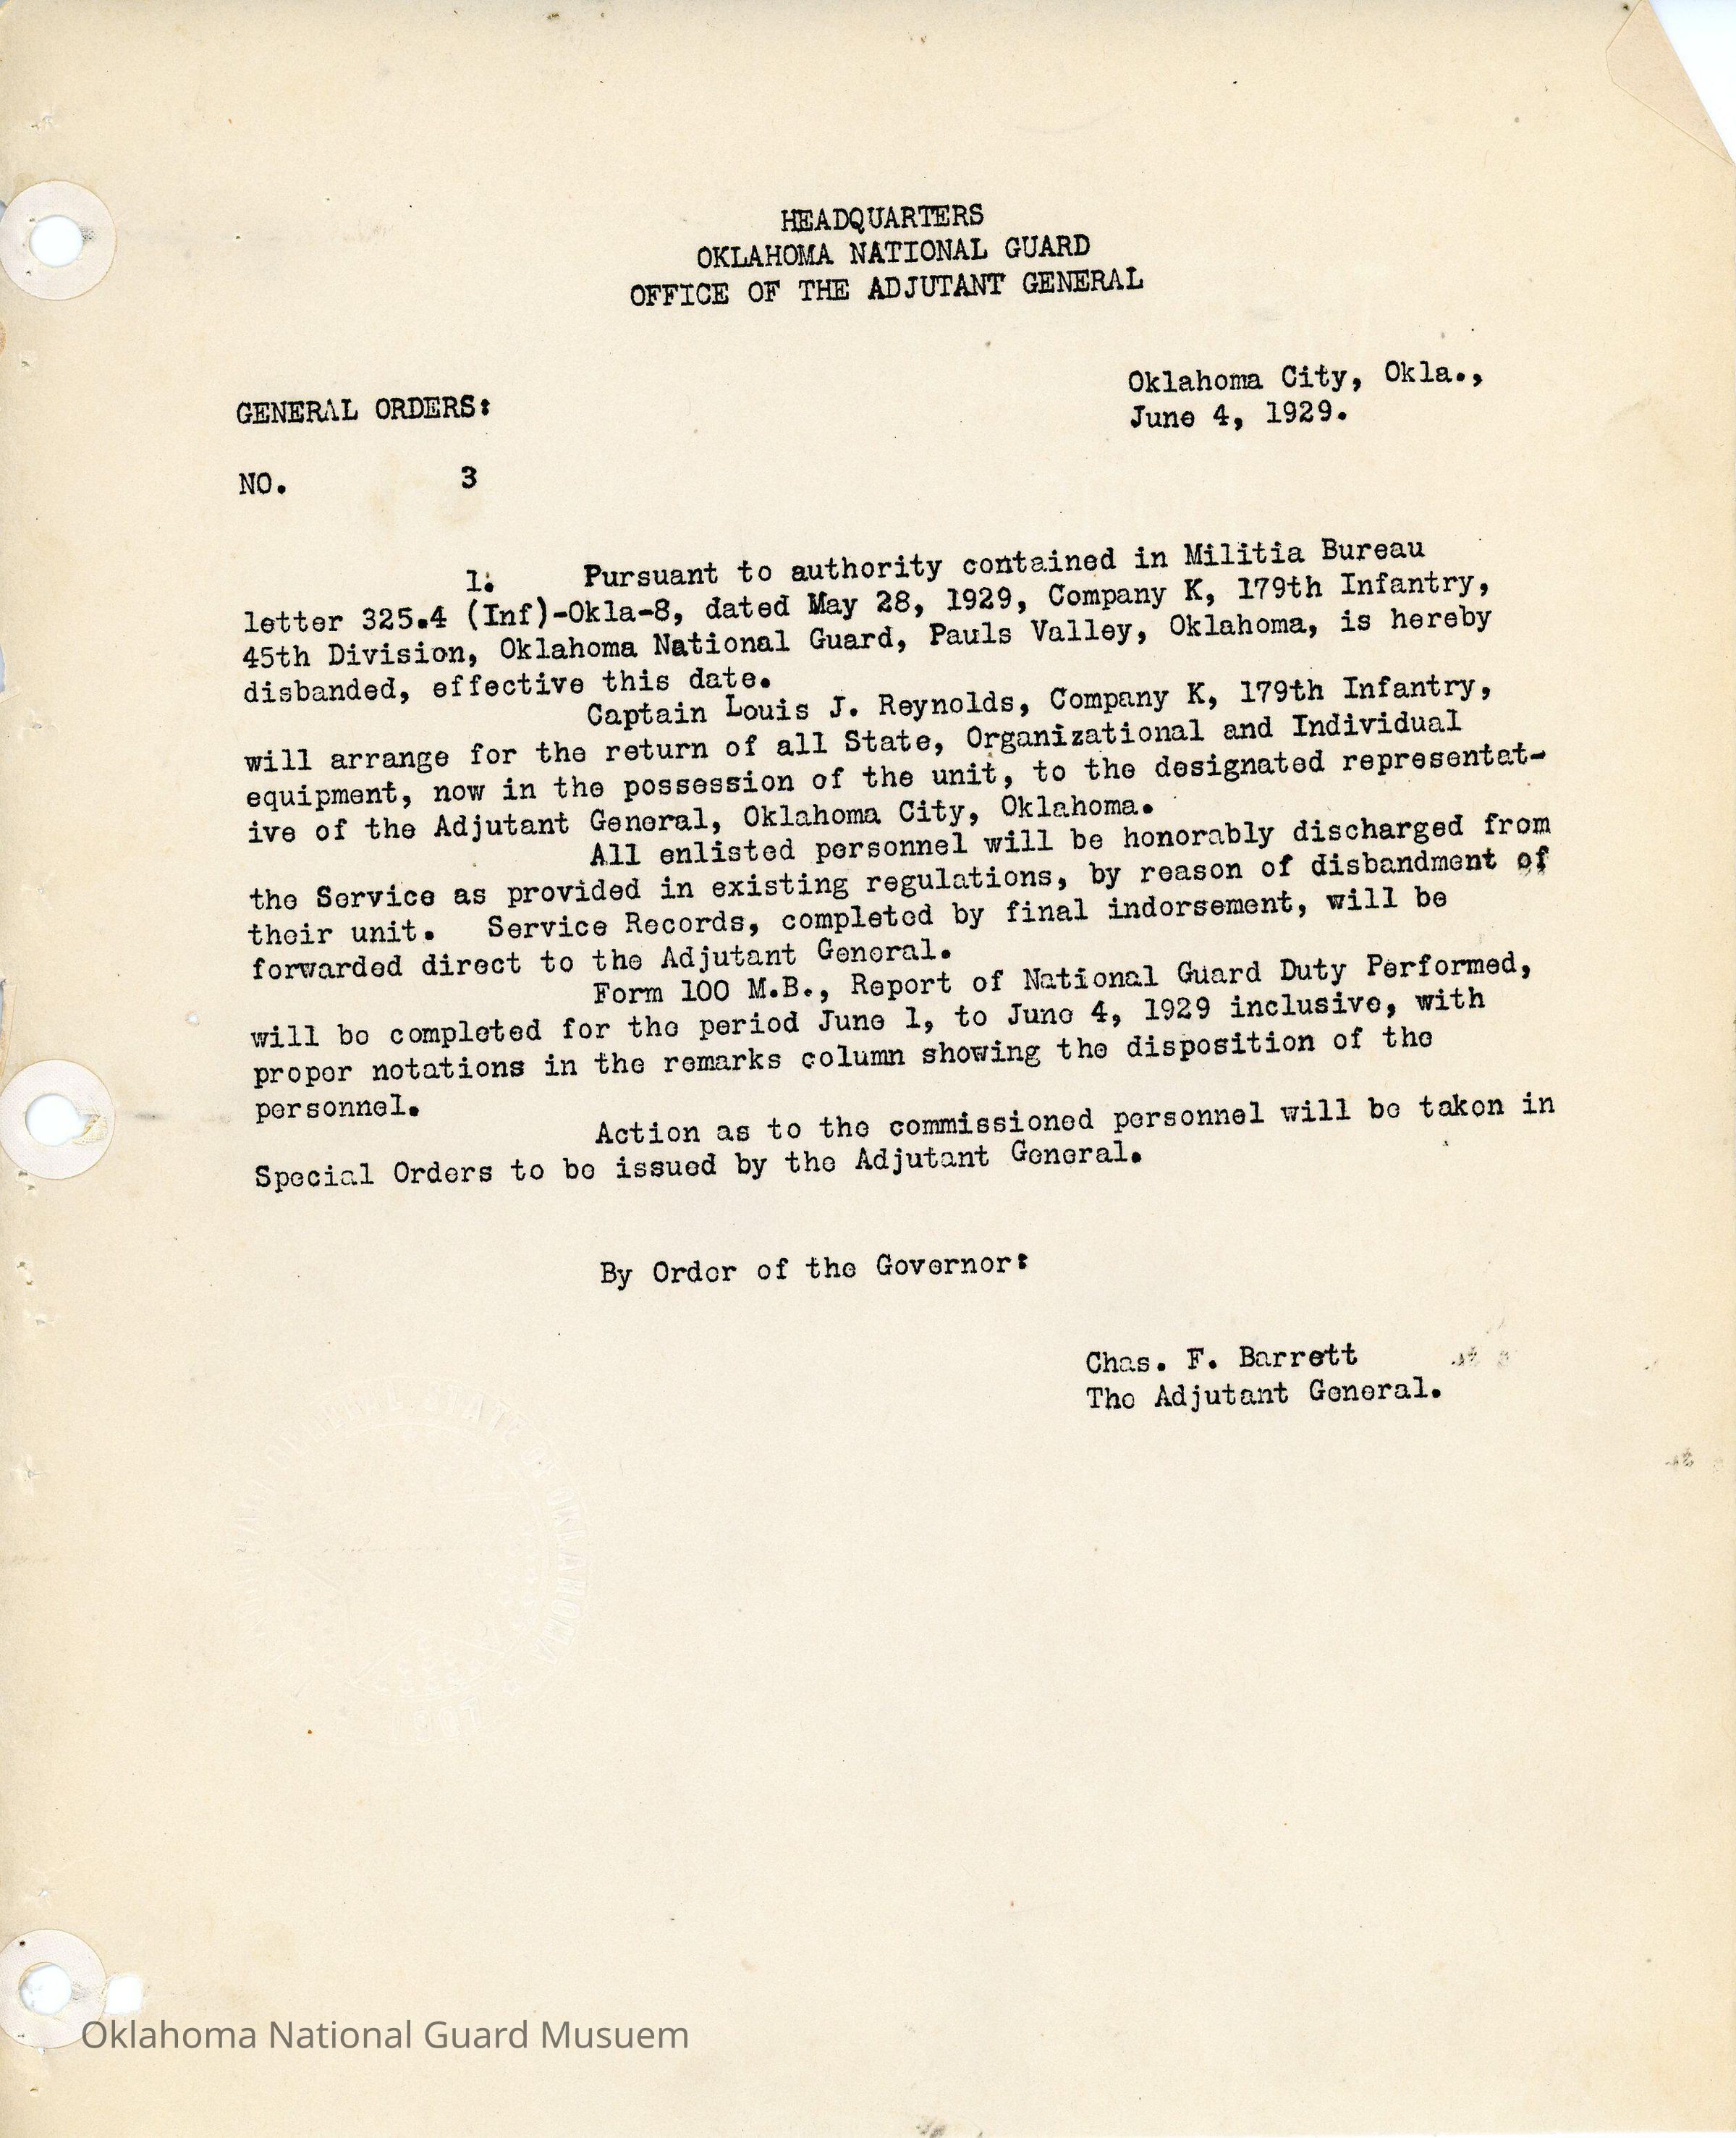 HEADQUARTERS
OKLAHOMA NATIONAL GUARD
OFFICE OF THE ADJUTANT GENERAL
Oklahoma City, Okla.,
June 4, 1929.
GENERAL ORDERS:
NO. 3
1. Pursuant to authority contained in Militia Bureau
letter 325.4 (Inf)-Okla-8, dated May 28, 1929, Company K, 179th Infantry,
45th Division, Oklahoma National Guard, Pauls Valley, Oklahoma, is hereby
disbanded, effective this date.
Captain Louis J. Reynolds, Company K, 179th Infantry,
will arrange for the return of all State, Organizational and Individual
equipment, now in the possession of the unit, to the designated representat-
ive of the Adjutant General, Oklahoma City, Oklahoma.
All enlisted personnel will be honorably discharged from
the Service as provided in existing regulations, by reason of disbandment of
their unit. Service Records, completed by final indorsement, will be
forwarded direct to the Adjutant General.
Form 100 M.B., Report of National Guard Duty Performed,
will be completed for the period June 1, to June 4, 1929 inclusive, with
proper notations in the remarks column showing the disposition of the
personnel.
Action as to the commissioned personnel will be taken in
Special Orders to be issued by the Adjutant General.
By Order of the Governor:
Chas. F. Barrett
The Adjutant General.
Oklahoma National Guard Musuem